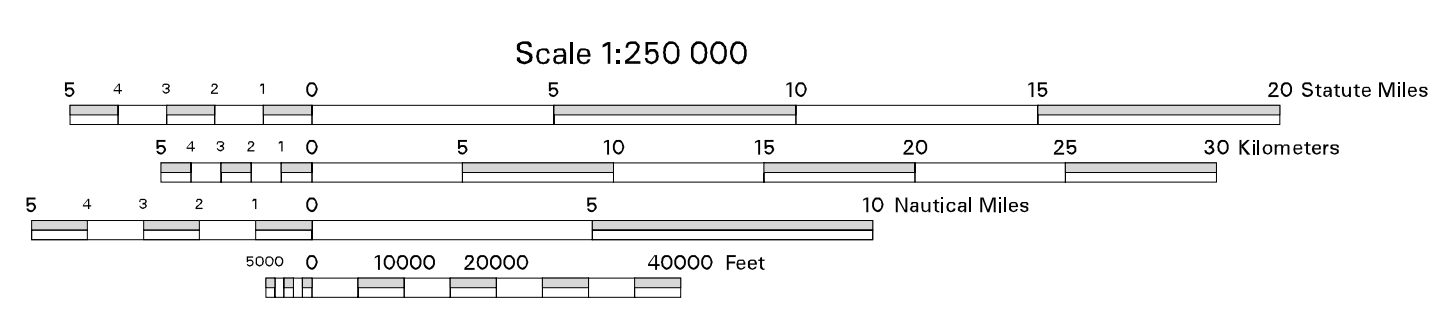 Scale 1:250 000
5 4 3 2 1 0 5 10 15 20 Statute Miles
5 4 3 2 1 0 5 10 15 20 25 30 Kilometers
5 4 3 2 1 0 5 10 Nautical Miles
5000 0 10000 20000 40000 Feet